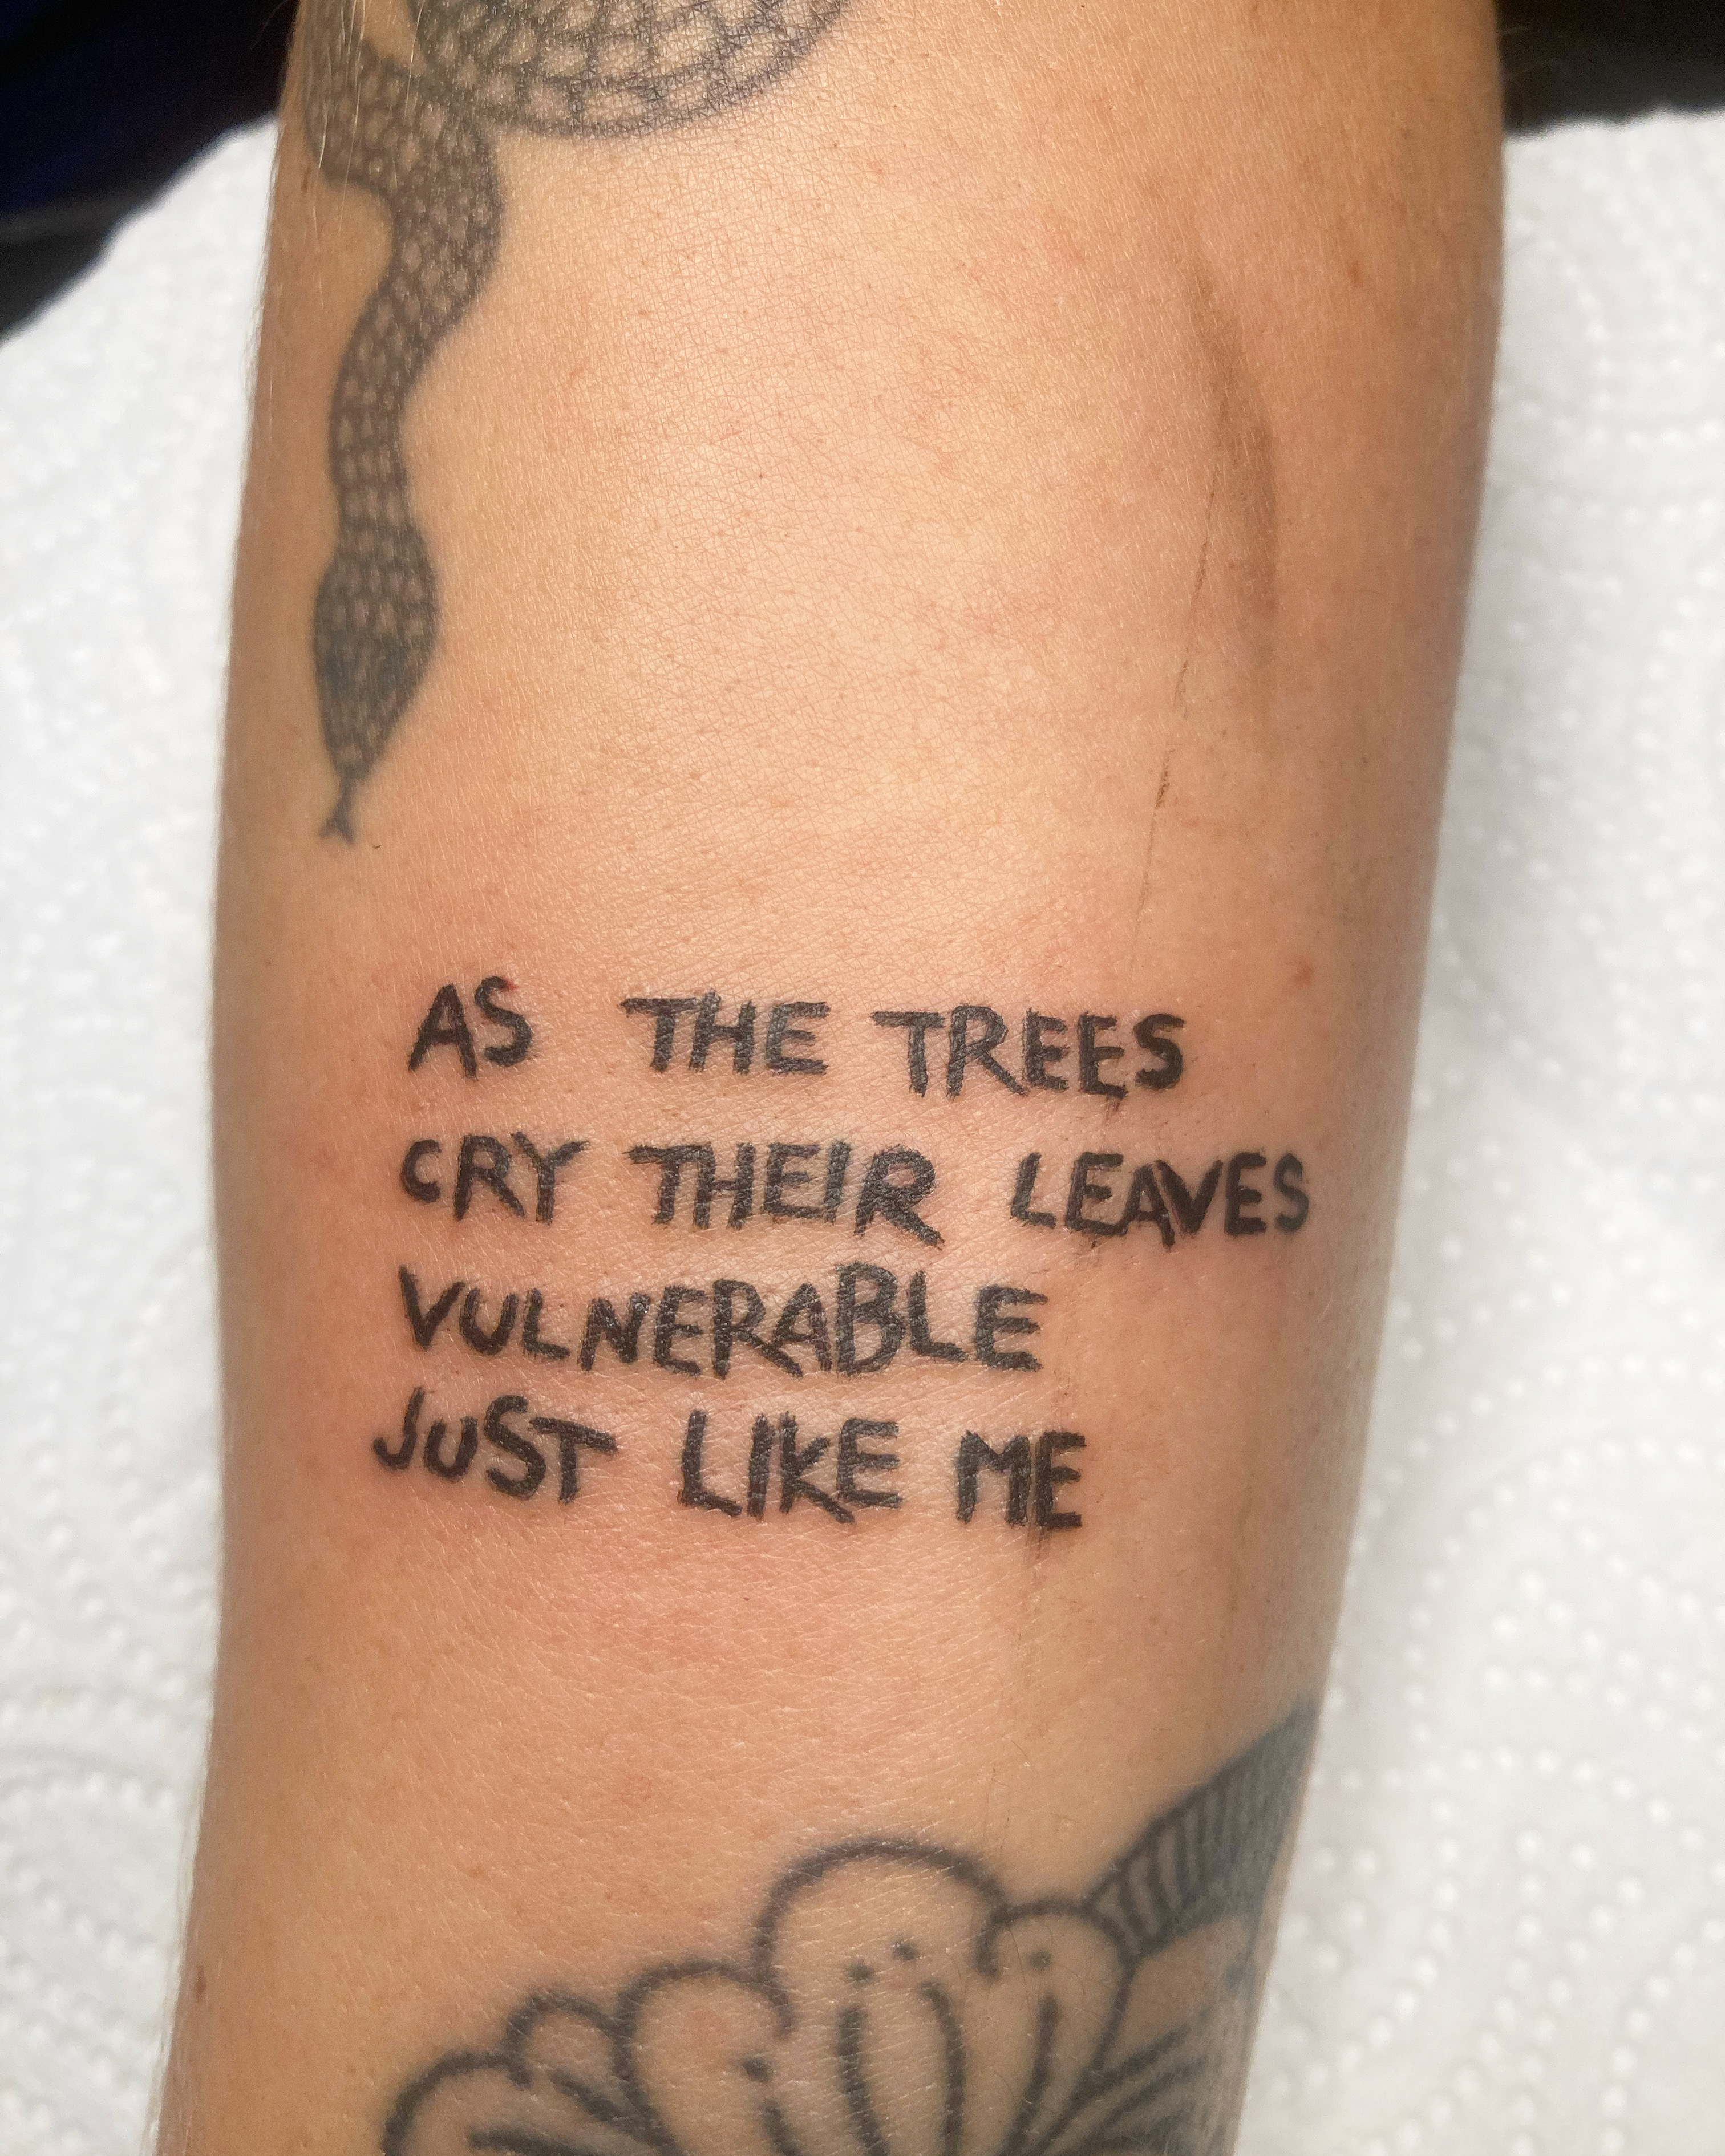 AS THE TREES
CRY THEIR LEAVES
VULNERABLE
JUST LIKE ME